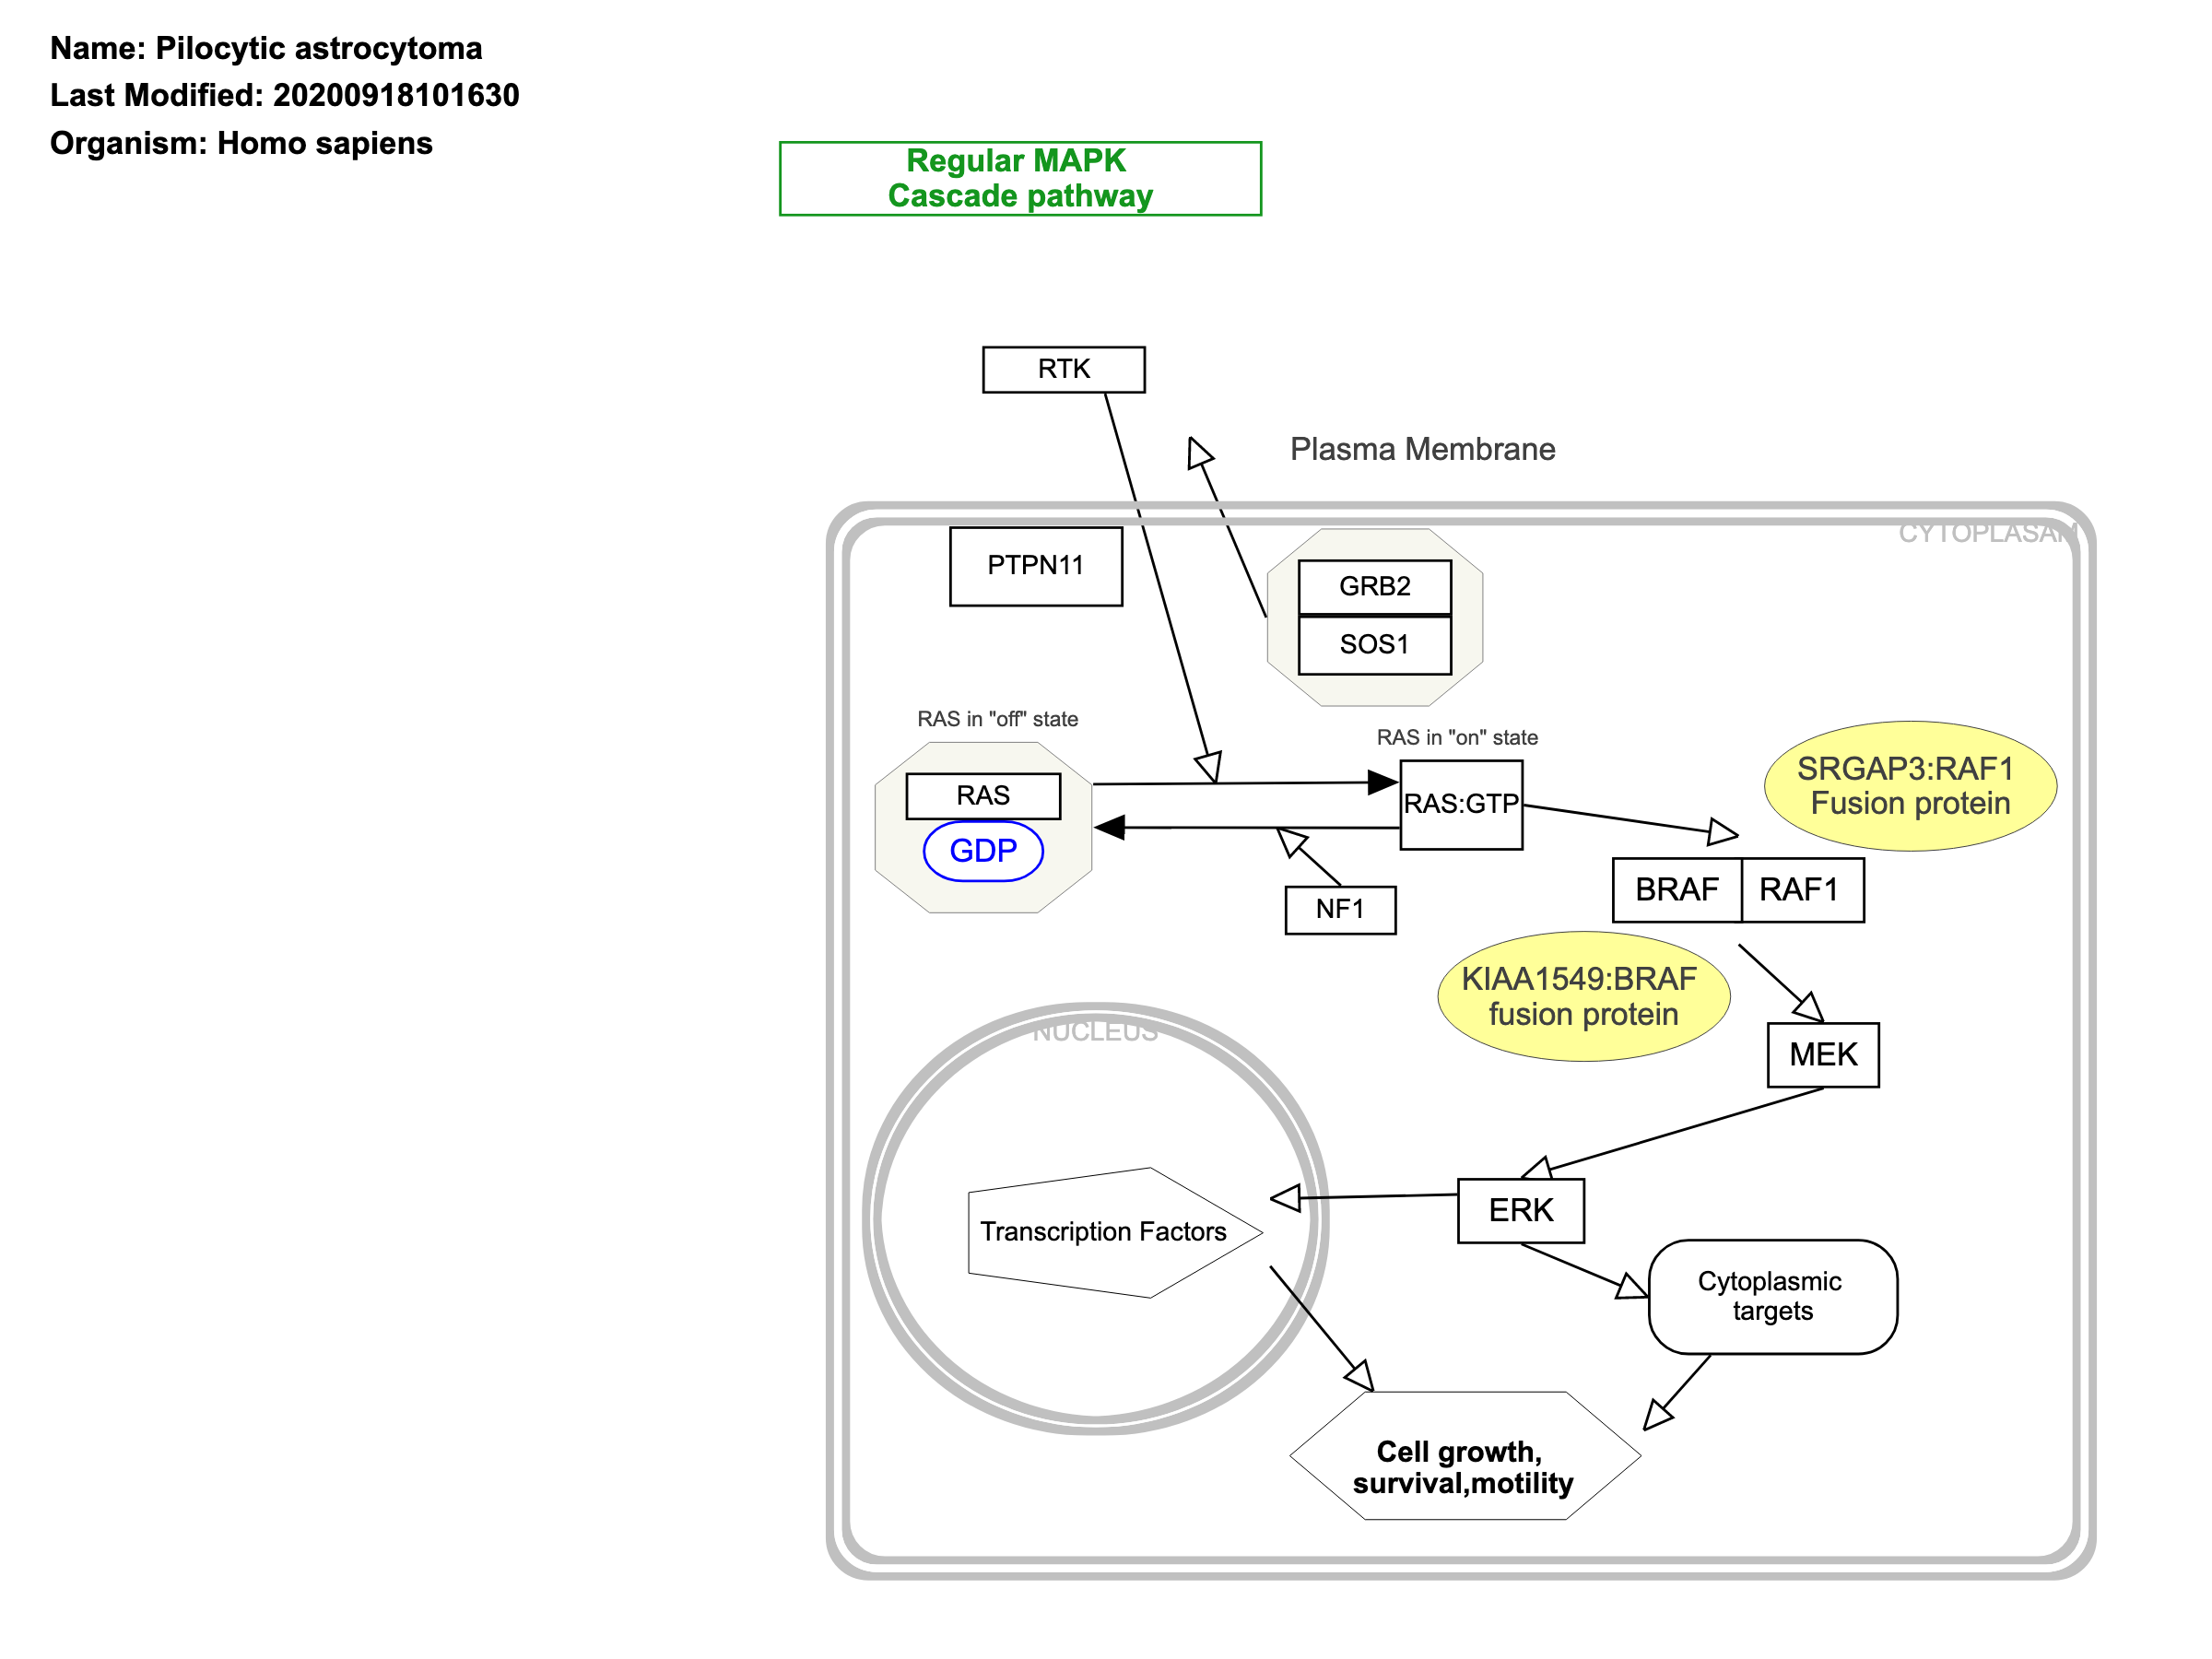 Name: Pilocytic astrocytoma
Last Modified: 20200918101630
Organism: Homo sapiens
Regular MAPK
Cascade pathway
RTK
Plasma Membrane
CYTOPLASAM
PTPN11
GRB2
SOS1
RAS in "off" state
RAS in "on" state
RAS
GDP
RAS:GTP
SRGAP3:RAF1
Fusion protein
BRAF
RAF1
NF1
KIAA1549:BRAF
fusion protein
NUCLEUS
MEK
ERK
Transcription Factors
Cytoplasmic
targets
Cell growth,
survival,motility